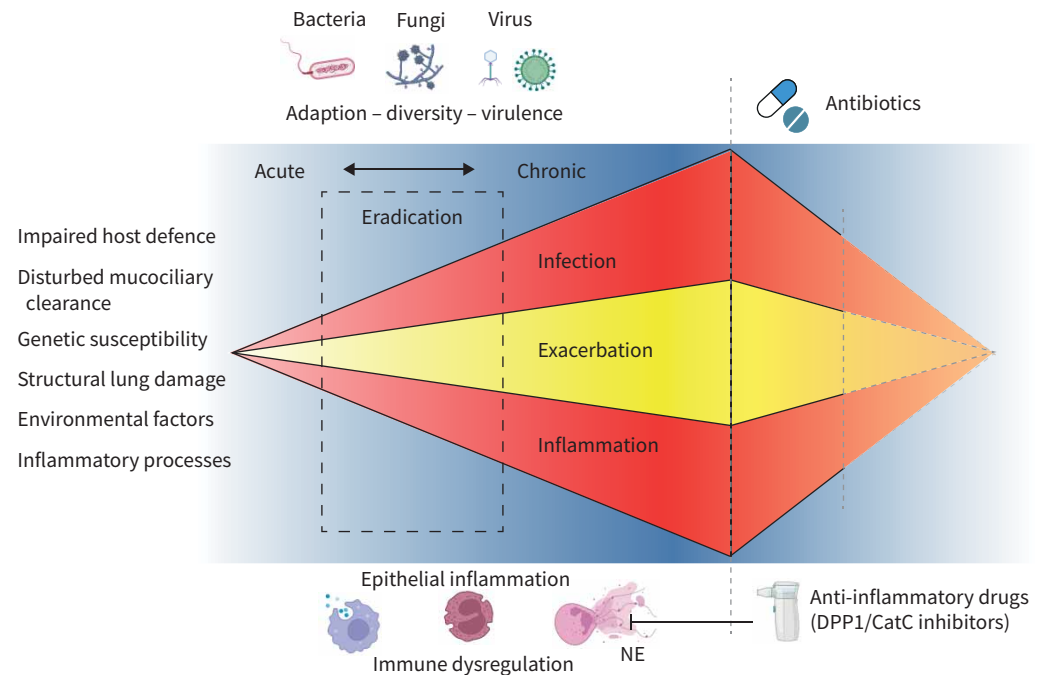 Bacteria
Fungi
Virus
Adaption – diversity – virulence
Antibiotics
Acute
Chronic
Eradication
Impaired host defence
Disturbed mucociliary
clearance
Genetic susceptibility
Structural lung damage
Environmental factors
Inflammatory processes
Infection
Exacerbation
Inflammation
Epithelial inflammation
Immune dysregulation
NE
Anti-inflammatory drugs
(DPP1/CatC inhibitors)